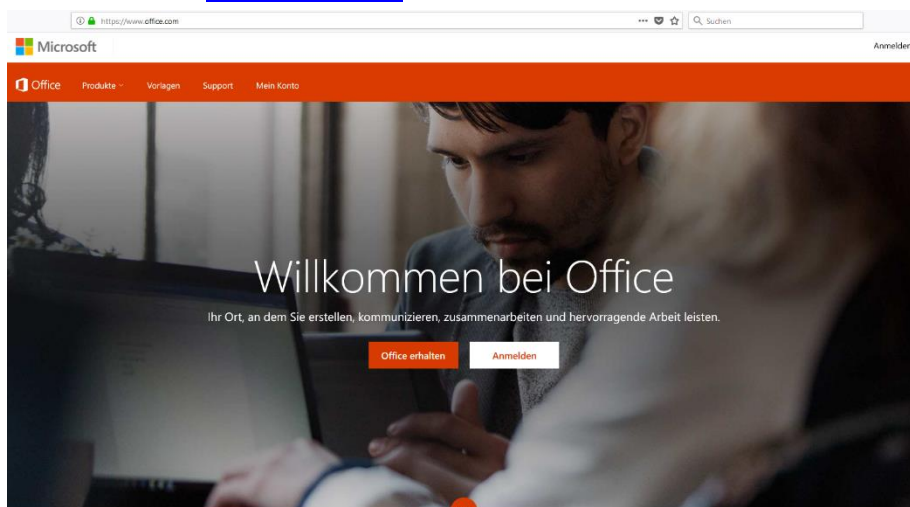 https://www.office.com
Suchen
Microsoft
Anmelden
Office Produkte Vorlagen Support Mein Konto
Willkommen bei Office
Ihr Ort, an dem Sie erstellen, kommunizieren, zusammenarbeiten und hervorragende Arbeit leisten.
Office erhalten Anmelden